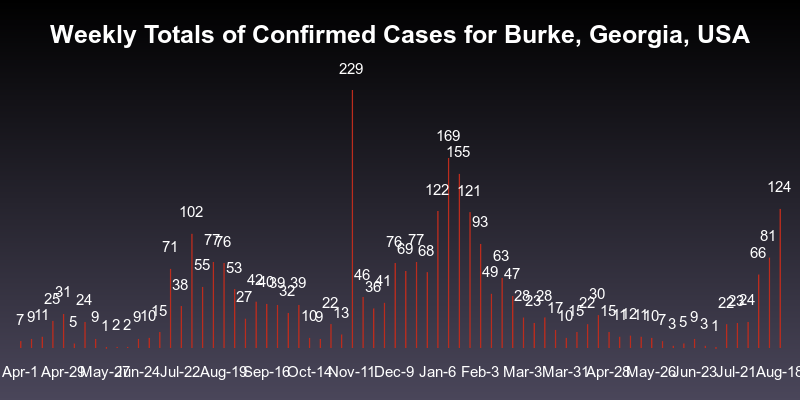 Weekly Totals of Confirmed Cases for Burke, Georgia, USA
7 9 11 25 31 5 24 9 1 2 2 9 10 15 71 38 102 55 77 76 53 27 42 40 39 32 39 10 9 22 13 229 46 36 41 76 69 77 68 122 169 155 121 93 49 63 47 28 23 28 17 10 15 22 30 15 11 12 11 10 7 3 5 9 3 1 22 23 24 66 81 124
Apr-1 Apr-29 May-27 Jun-24 Jul-22 Aug-19 Sep-16 Oct-14 Nov-11 Dec-9 Jan-6 Feb-3 Mar-3 Mar-31 Apr-28 May-26 Jun-23 Jul-21 Aug-18